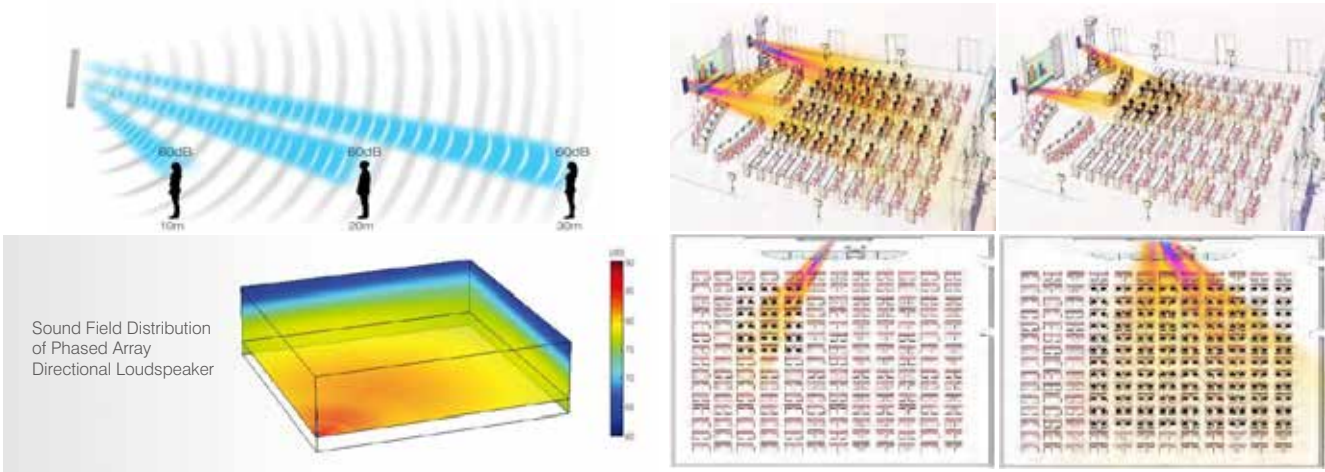 60dB
60dB
60dB
10m
20m
30m
Sound Field Distribution
of Phased Array
Directional Loudspeaker